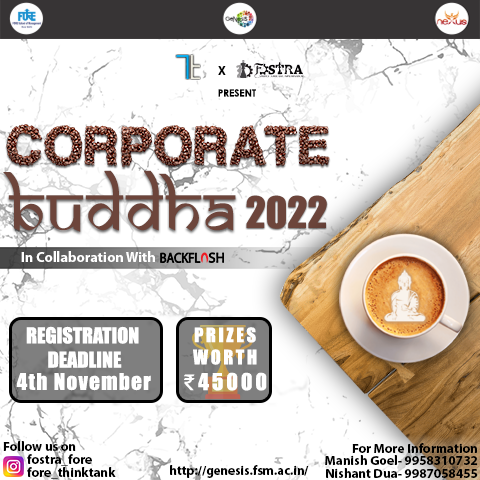 FORE
Genesis
nexus
T. x FOSTRA
PRESENT
CORPORATE
buddha 2022
In Collaboration With BACKFLASH
REGISTRATION
DEADLINE
4th November
PRIZES
WORTH
₹45000
Follow us on
fostra_fore
fore_thinktank
http://genesis.fsm.ac.in/
For More Information
Manish Goel- 9958310732
Nishant Dua- 9987058455